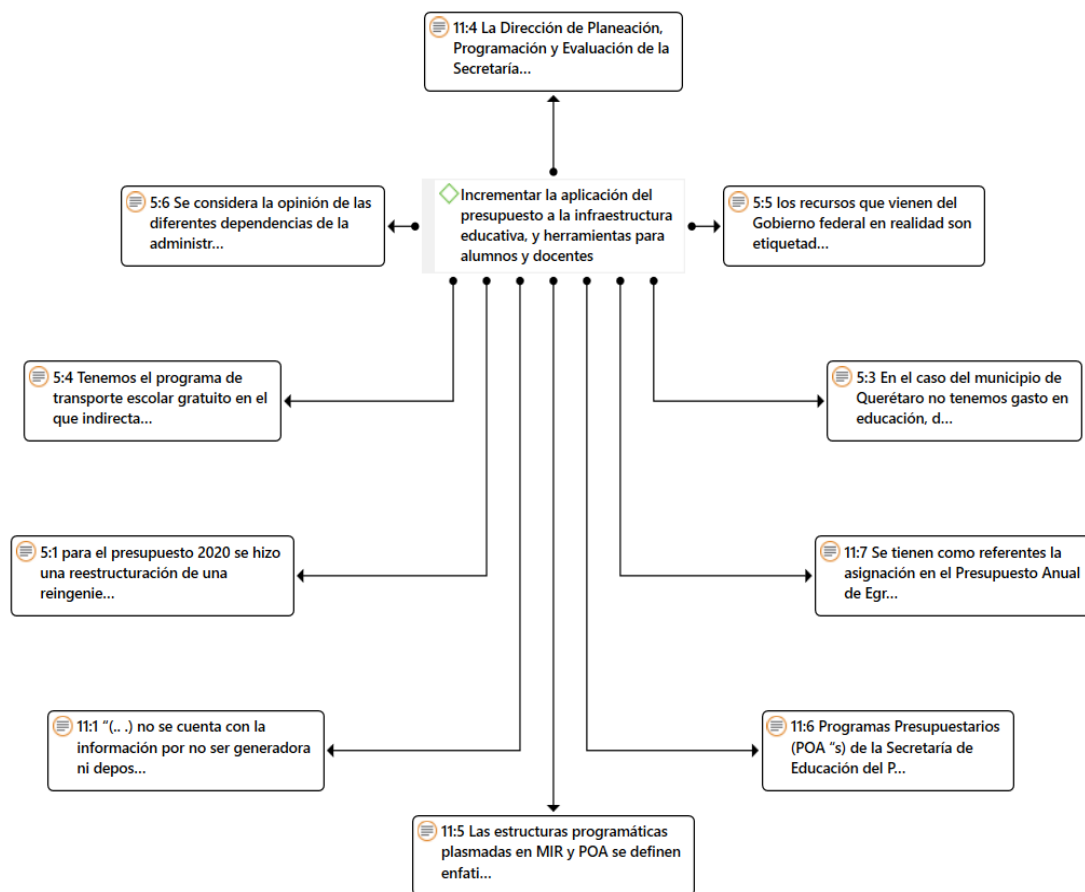 11:4 La Dirección de Planeación,
Programación y Evaluación de la
Secretaría...
5:6 Se considera la opinión de las
diferentes dependencias de la
administr...
Incrementar la aplicación del
presupuesto a la infraestructura
educativa, y herramientas para
alumnos y docentes
5:5 los recursos que vienen del
Gobierno federal en realidad son
etiquetad...
5:4 Tenemos el programa de
transporte escolar gratuito en el
que indirecta...
5:3 En el caso del municipio de
Querétaro no tenemos gasto en
educación, d...
5:1 para el presupuesto 2020 se hizo
una reestructuración de una
reingenie...
11:7 Se tienen como referentes la
asignación en el Presupuesto Anual
de Egr...
11:1 “(.. .) no se cuenta con la
información por no ser generadora
ni depos...
11:6 Programas Presupuestarios
(POA “s) de la Secretaría de
Educación del P...
11:5 Las estructuras programáticas
plasmadas en MIR y POA se definen
enfati...